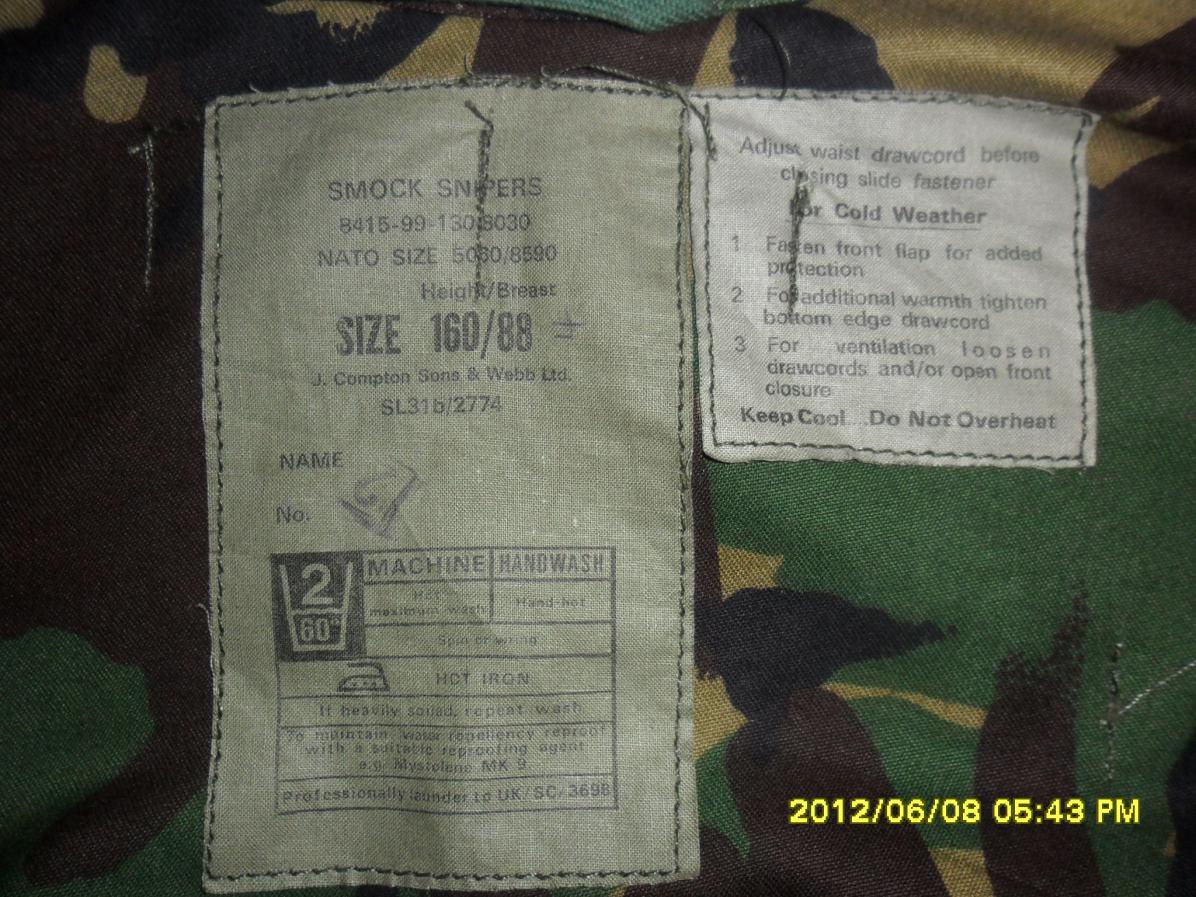 SMOCK SNIPERS
8415-99-130-8030
NATO SIZE 5060/8590
Height/Breast
SIZE 160/88
J. Compton Sons & Webb Ltd.
SL31b/2774
NAME
No.
2
60°
MACHINE
HANDWASH
Hot
maximum wash
Hand-hot
Spin or wring
HOT IRON
If heavily soiled, repeat wash
To maintain water repellency reproof
with a suitable reproofing agent
e.g. Mystolene MK 9
Professionally launder to UK/SC/3698
Adjust waist drawcord before
closing slide fastener
For Cold Weather
1 Fasten front flap for added
protection
2 For additional warmth tighten
bottom edge drawcord
3 For ventilation loosen
drawcords and/or open front
closure
Keep Cool...Do Not Overheat
2012/06/08 05:43 PM